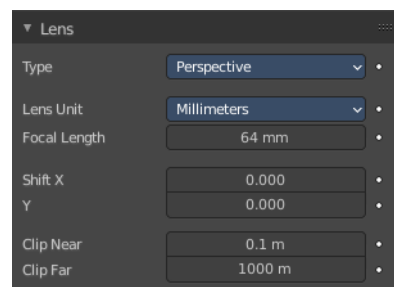 Lens
Type Perspective
Lens Unit Millimeters
Focal Length 64 mm
Shift X 0.000
Y 0.000
Clip Near 0.1 m
Clip Far 1000 m